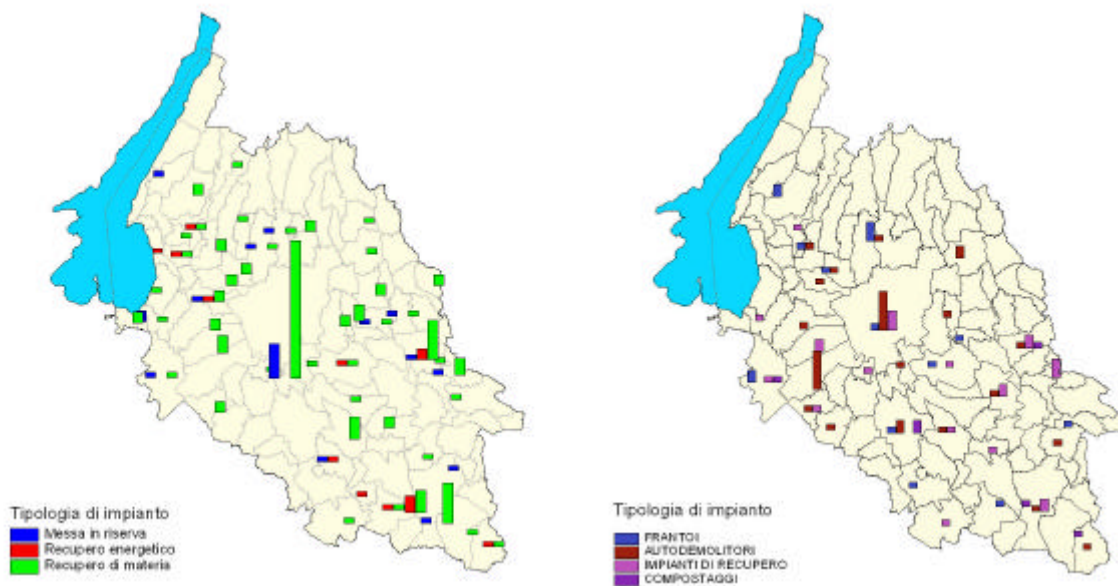 Tipologia di impianto
Messa in riserva
Recupero energetico
Recupero di materia
Tipologia di impianto
FRANTOI
AUTODEMOLITORI
IMPIANTI DI RECUPERO
COMPOSTAGGI